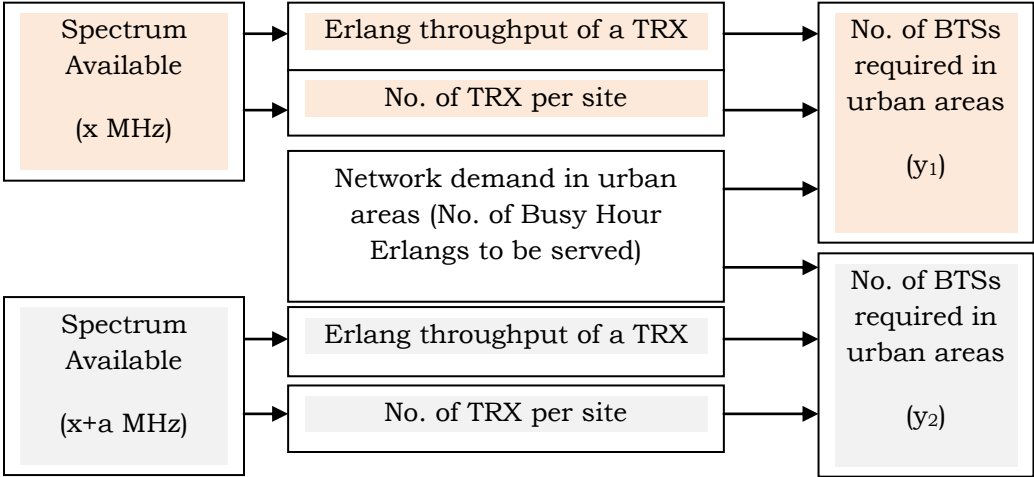 Spectrum
Available
(x MHz)
Erlang throughput of a TRX
No. of TRX per site
Network demand in urban
areas (No. of Busy Hour
Erlangs to be served)
No. of BTSs
required in
urban areas
(y₁)
Spectrum
Available
(x+a MHz)
Erlang throughput of a TRX
No. of TRX per site
No. of BTSs
required in
urban areas
(y₂)